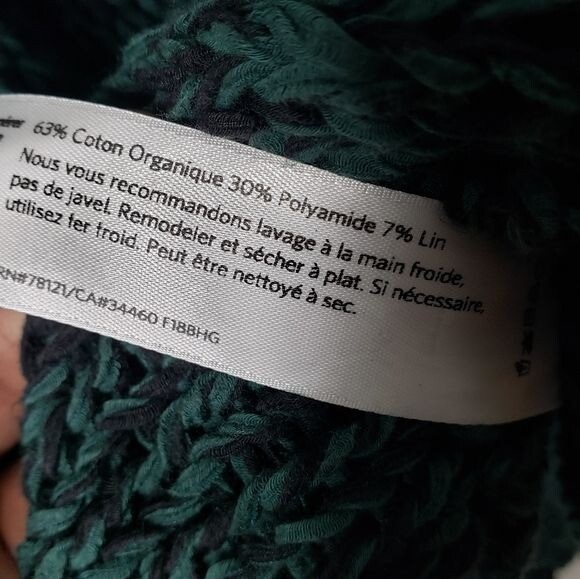 63% Coton Organique 30% Polyamide 7% Lin
Nous vous recommandons lavage à la main froide,
pas de javel. Remodeler et sécher à plat. Si nécessaire,
utilisez fer froid. Peut être nettoyé à sec.
RN#78121/CA#34460 F18BHG